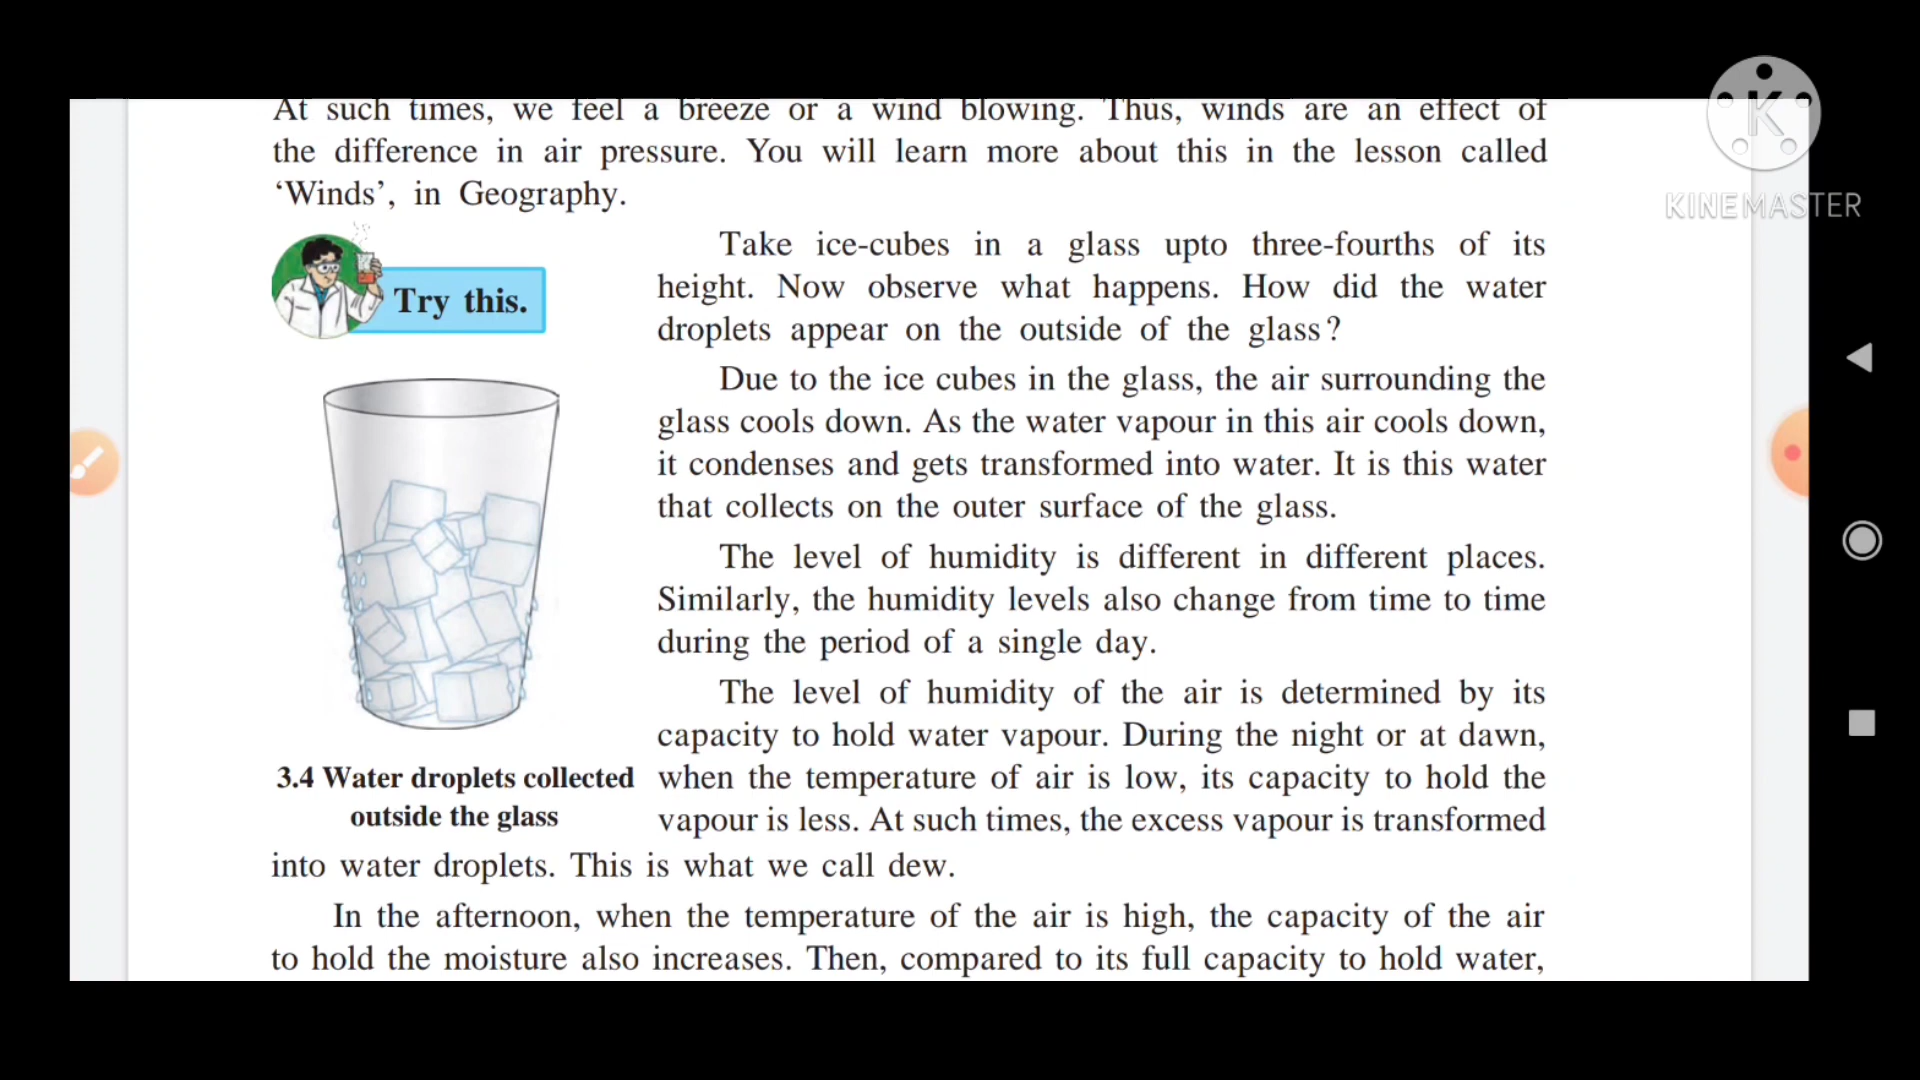 At such times, we feel a breeze or a wind blowing. Thus, winds are an effect of
the difference in air pressure. You will learn more about this in the lesson called
‘Winds’, in Geography.
K
KINEMASTER
Try this.
Take ice-cubes in a glass upto three-fourths of its
height. Now observe what happens. How did the water
droplets appear on the outside of the glass?
Due to the ice cubes in the glass, the air surrounding the
glass cools down. As the water vapour in this air cools down,
it condenses and gets transformed into water. It is this water
that collects on the outer surface of the glass.
The level of humidity is different in different places.
Similarly, the humidity levels also change from time to time
during the period of a single day.
The level of humidity of the air is determined by its
capacity to hold water vapour. During the night or at dawn,
when the temperature of air is low, its capacity to hold the
vapour is less. At such times, the excess vapour is transformed
3.4 Water droplets collected
outside the glass
into water droplets. This is what we call dew.
In the afternoon, when the temperature of the air is high, the capacity of the air
to hold the moisture also increases. Then, compared to its full capacity to hold water,